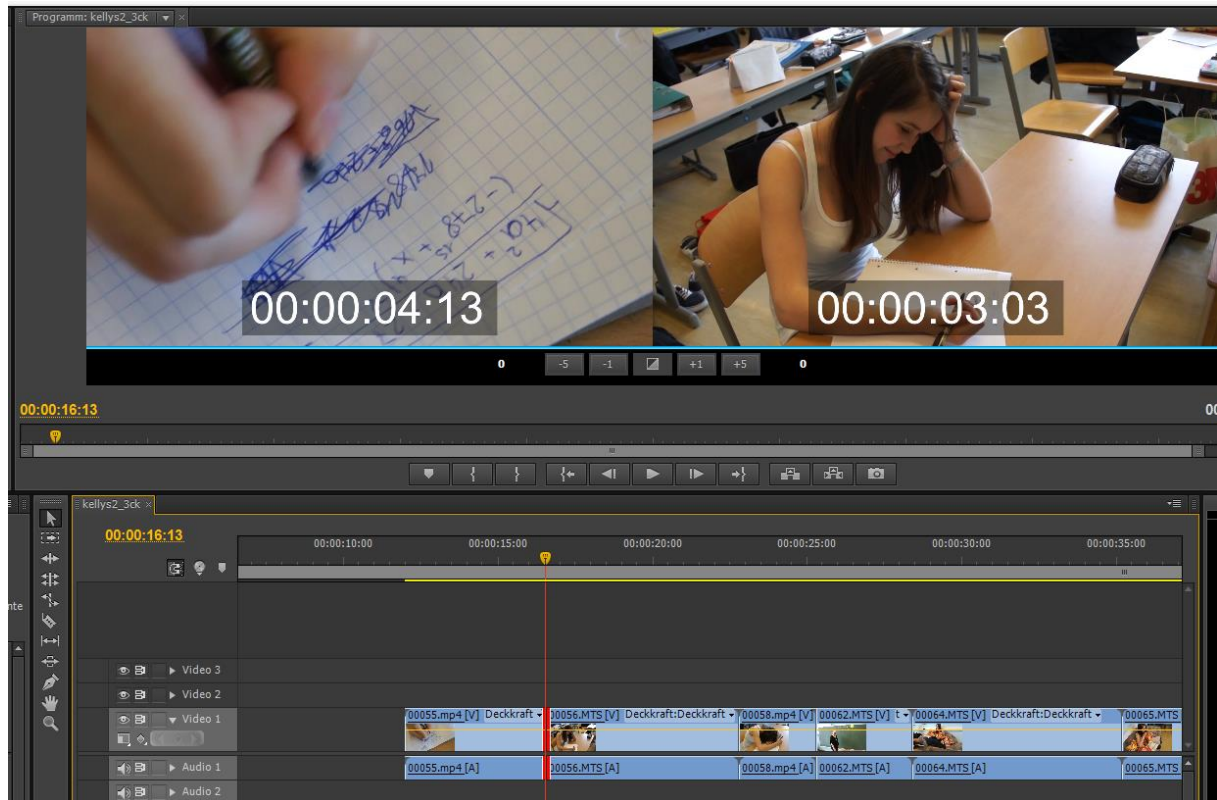 Programm: kellys2_3ck
00:00:04:13
00:00:03:03
0 -5 -1 +1 +5 0
00:00:16:13
00
kellys2_3ck
00:00:16:13
00:00:10:00 00:00:15:00 00:00:20:00 00:00:25:00 00:00:30:00 00:00:35:00
nte
Video 3
Video 2
Video 1
00055.mp4 [V] Deckkraft 00056.MTS [V] Deckkraft:Deckkraft 00058.mp4 [V] 00062.MTS [V] t 00064.MTS [V] Deckkraft:Deckkraft 00065.MTS
Audio 1
00055.mp4 [A] 00056.MTS [A] 00058.mp4 [A] 00062.MTS [A] 00064.MTS [A] 00065.MTS
Audio 2